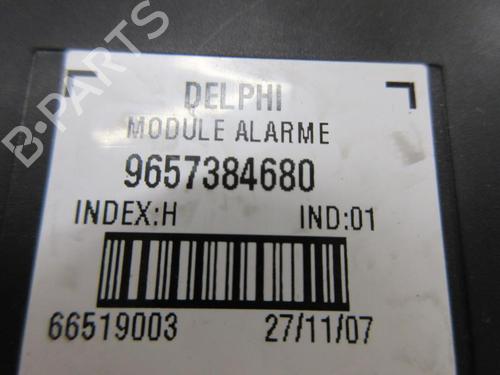 DELPHI
MODULE ALARME
9657384680
INDEX:H IND:01
66519003 27/11/07
B-PARTS